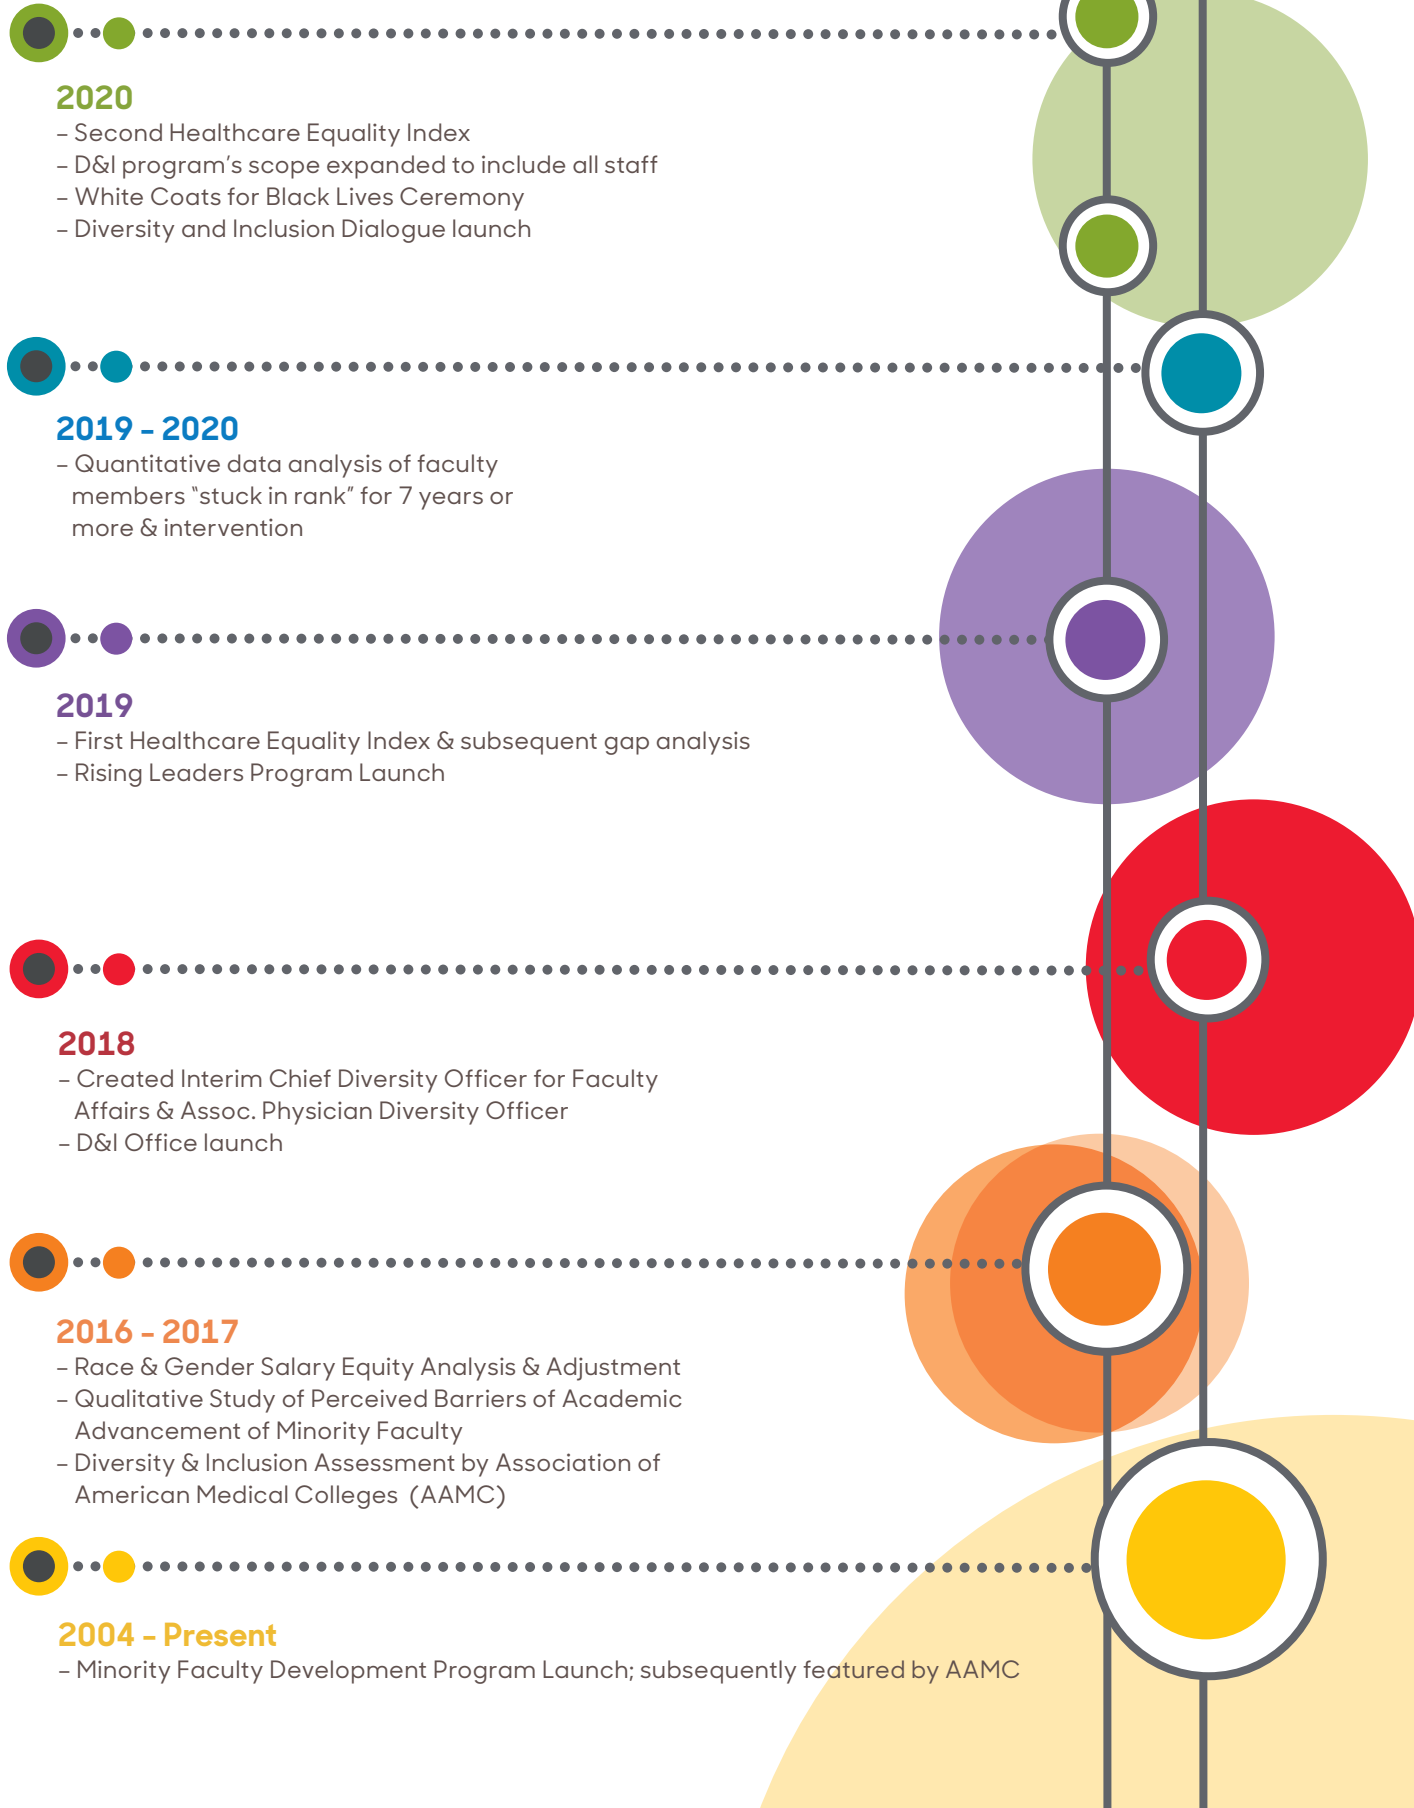 2020
– Second Healthcare Equality Index
– D&I program's scope expanded to include all staff
– White Coats for Black Lives Ceremony
– Diversity and Inclusion Dialogue launch
2019 – 2020
– Quantitative data analysis of faculty
members "stuck in rank" for 7 years or
more & intervention
2019
– First Healthcare Equality Index & subsequent gap analysis
– Rising Leaders Program Launch
2018
– Created Interim Chief Diversity Officer for Faculty
Affairs & Assoc. Physician Diversity Officer
– D&I Office launch
2016 – 2017
– Race & Gender Salary Equity Analysis & Adjustment
– Qualitative Study of Perceived Barriers of Academic
Advancement of Minority Faculty
– Diversity & Inclusion Assessment by Association of
American Medical Colleges (AAMC)
2004 – Present
– Minority Faculty Development Program Launch; subsequently featured by AAMC